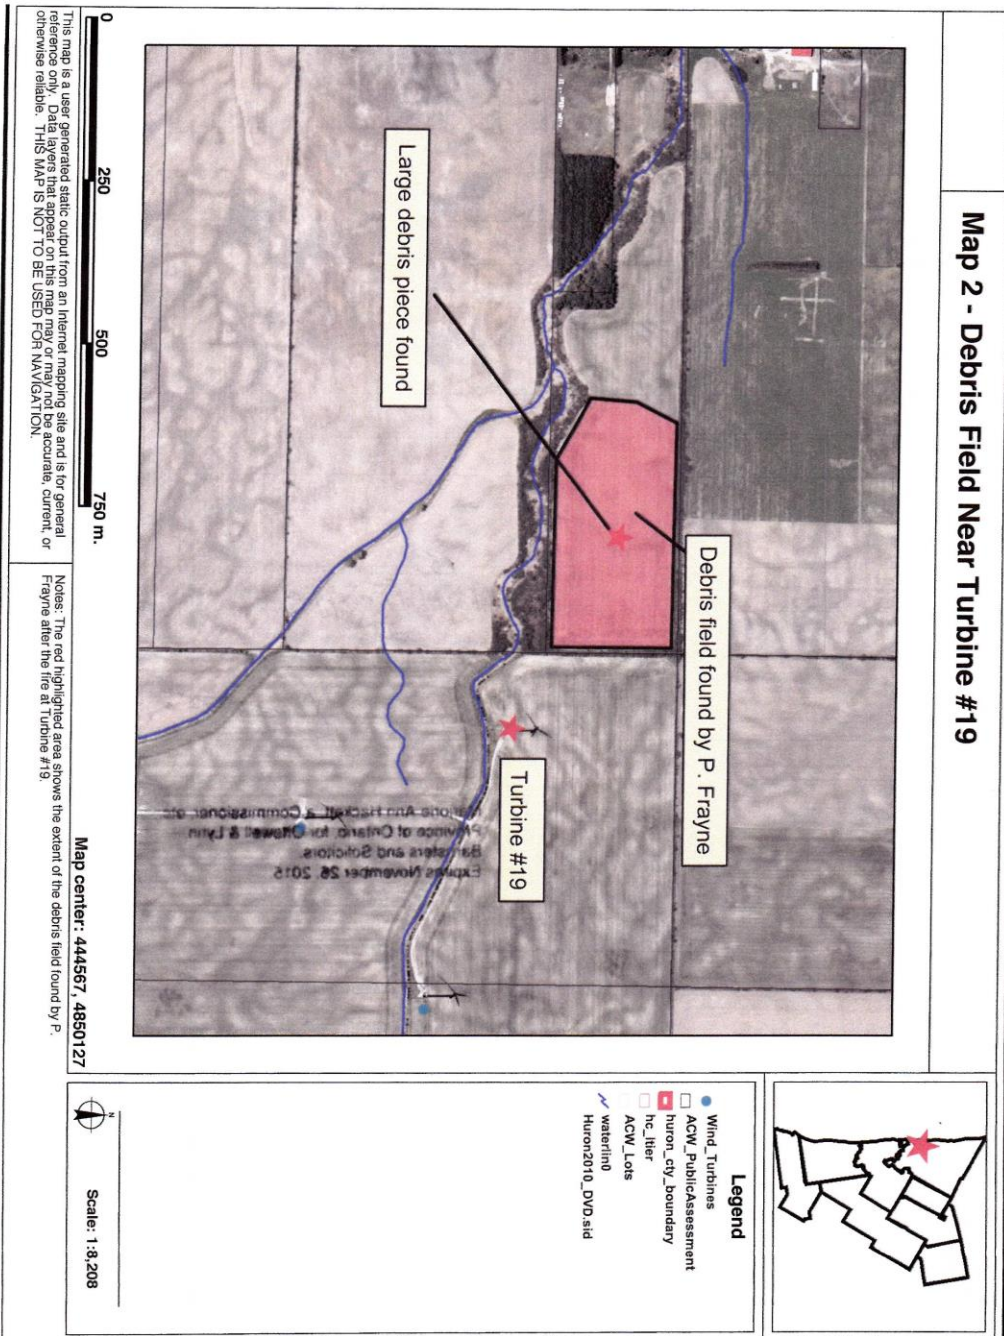 Map 2 - Debris Field Near Turbine #19
Debris field found by P. Frayne
Large debris piece found
Turbine #19
Marjorie Ann Hackett, a Commissioner, etc.
Province of Ontario, for & Lynn
Barristers and Solicitors.
Expires November 26, 2015
0
250
500
750 m.
This map is a user generated static output from an Internet mapping site and is for general
reference only. Data layers that appear on this map may or may not be accurate, current, or
otherwise reliable. THIS MAP IS NOT TO BE USED FOR NAVIGATION.
Map center: 444567, 4850127
Notes: The red highlighted area shows the extent of the debris field found by P.
Frayne after the fire at Turbine #19.
Legend
Wind_Turbines
ACW_PublicAssessment
huron_cty_boundary
hc_ltier
ACW_Lots
waterlin0
Huron2010_DVD.sid
N
Scale: 1:8,208